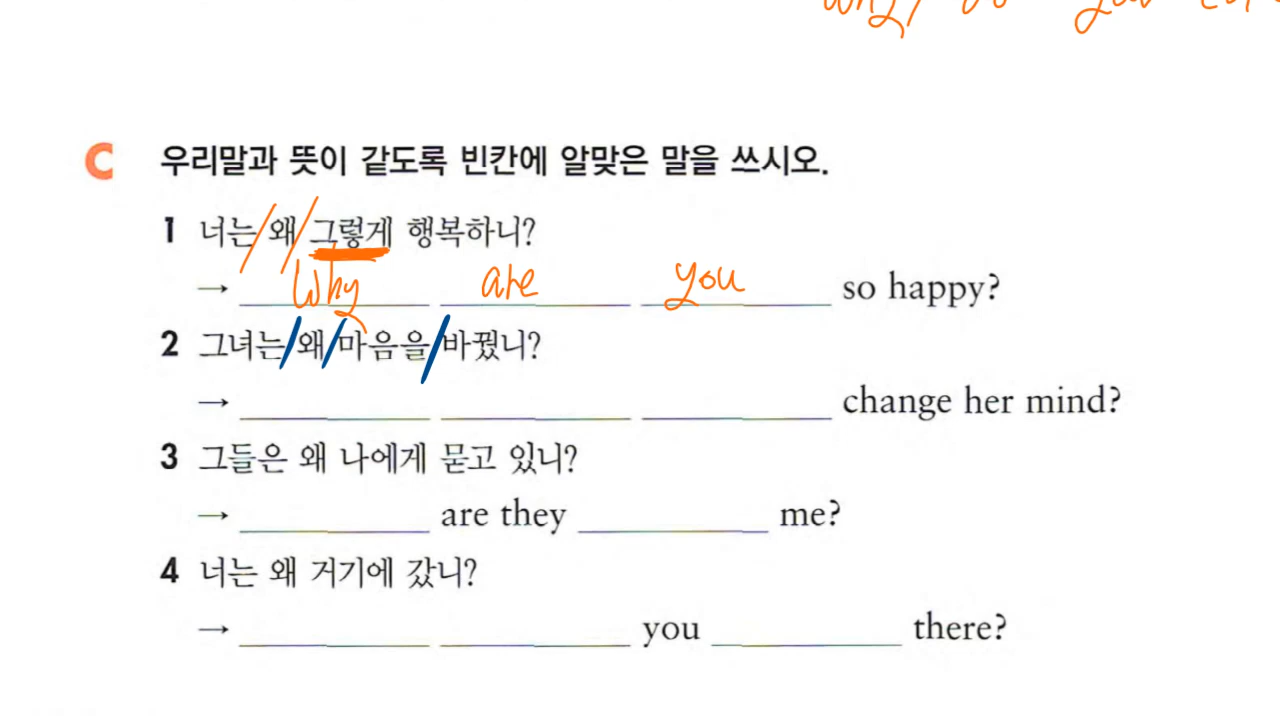 you
C 우리말과 뜻이 같도록 빈칸에 알맞은 말을 쓰시오.
1 너는/왜/그렇게 행복하니?
→ Why are you so happy?
2 그녀는/왜/마음을/바꿨니?
→ change her mind?
3 그들은 왜 나에게 묻고 있니?
→ are they me?
4 너는 왜 거기에 갔니?
→ you there?